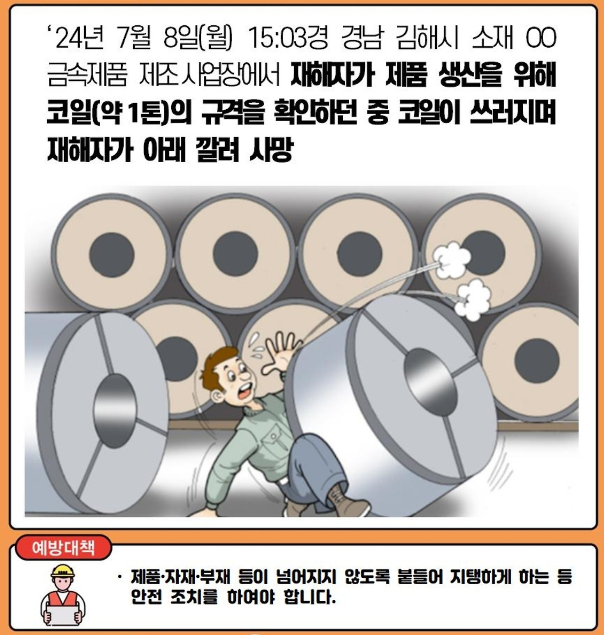 ‘24년 7월 8일(월) 15:03경 경남 김해시 소재 OO
금속제품 제조사업장에서 재해자가 제품 생산을 위해
코일(약 1톤)의 규격을 확인하던 중 코일이 쓰러지며
재해자가 아래 깔려 사망
예방대책
· 제품·자재·부재 등이 넘어지지 않도록 붙들어 지탱하게 하는 등
안전 조치를 하여야 합니다.